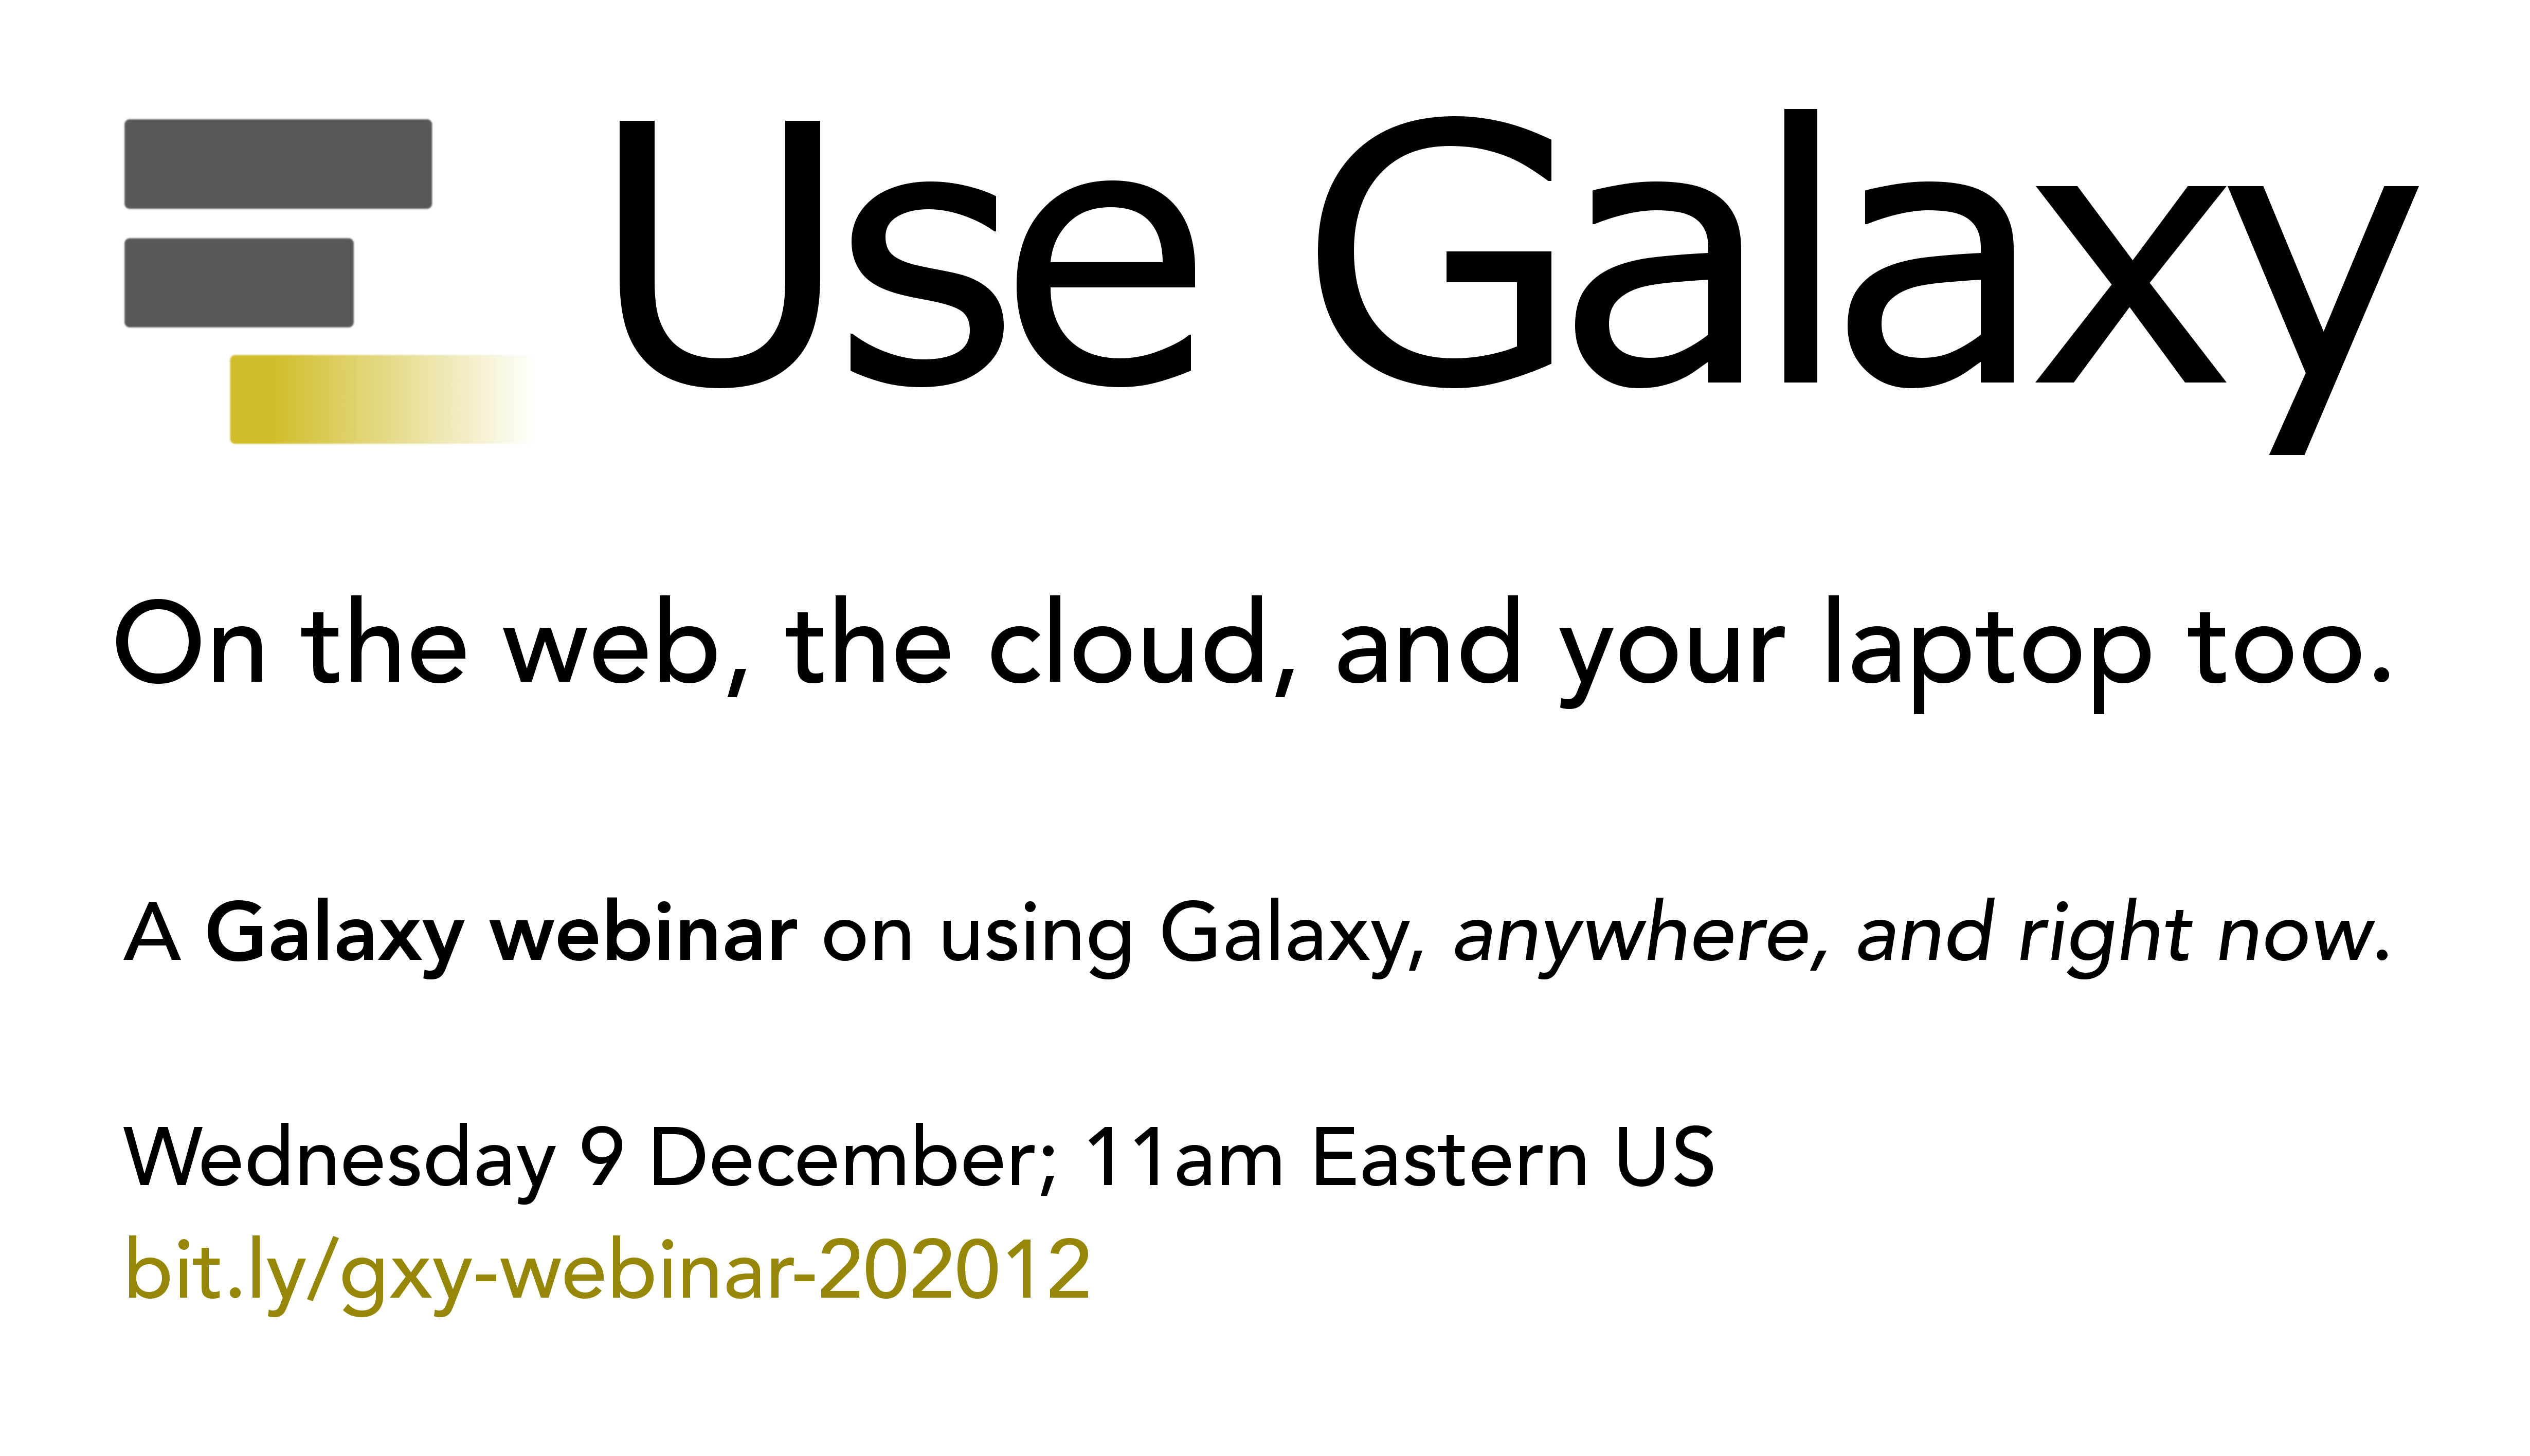 Use Galaxy
On the web, the cloud, and your laptop too.
A Galaxy webinar on using Galaxy, anywhere, and right now.
Wednesday 9 December; 11am Eastern US
bit.ly/gxy-webinar-202012